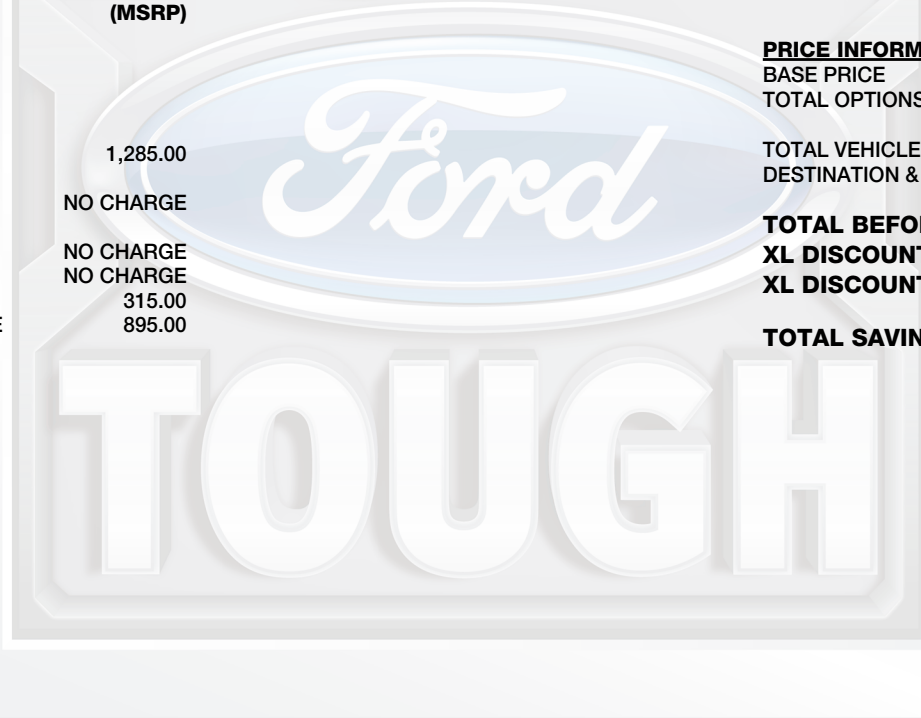 (MSRP)
1,285.00
NO CHARGE
NO CHARGE
NO CHARGE
315.00
895.00
PRICE INFORM
BASE PRICE
TOTAL OPTIONS
TOTAL VEHICLE
DESTINATION &
TOTAL BEFO
XL DISCOUNT
XL DISCOUNT
TOTAL SAVIN
Ford
TOUGH